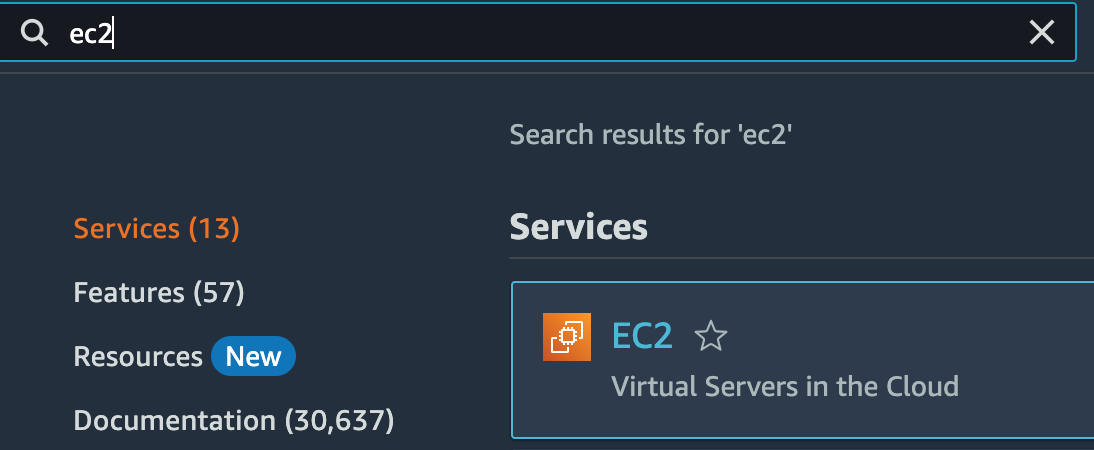 ec2
Search results for 'ec2'
Services (13)
Features (57)
Resources New
Documentation (30,637)
Services
EC2
Virtual Servers in the Cloud